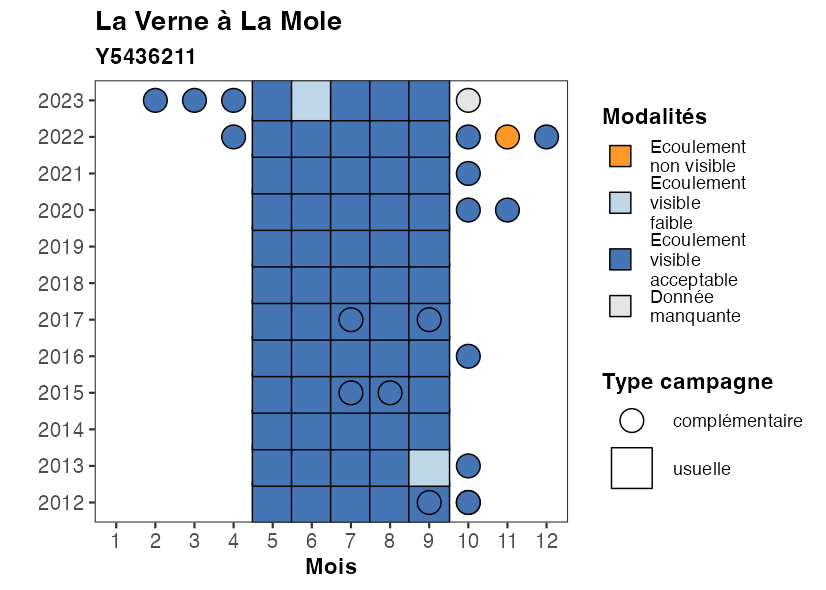 La Verne à La Mole
Y5436211
2023
2022
2021
2020
2019
2018
2017
2016
2015
2014
2013
2012
1 2 3 4 5 6 7 8 9 10 11 12
Mois
Modalités
Ecoulement
non visible
Ecoulement
visible
faible
Ecoulement
visible
acceptable
Donnée
manquante
Type campagne
complémentaire
usuelle